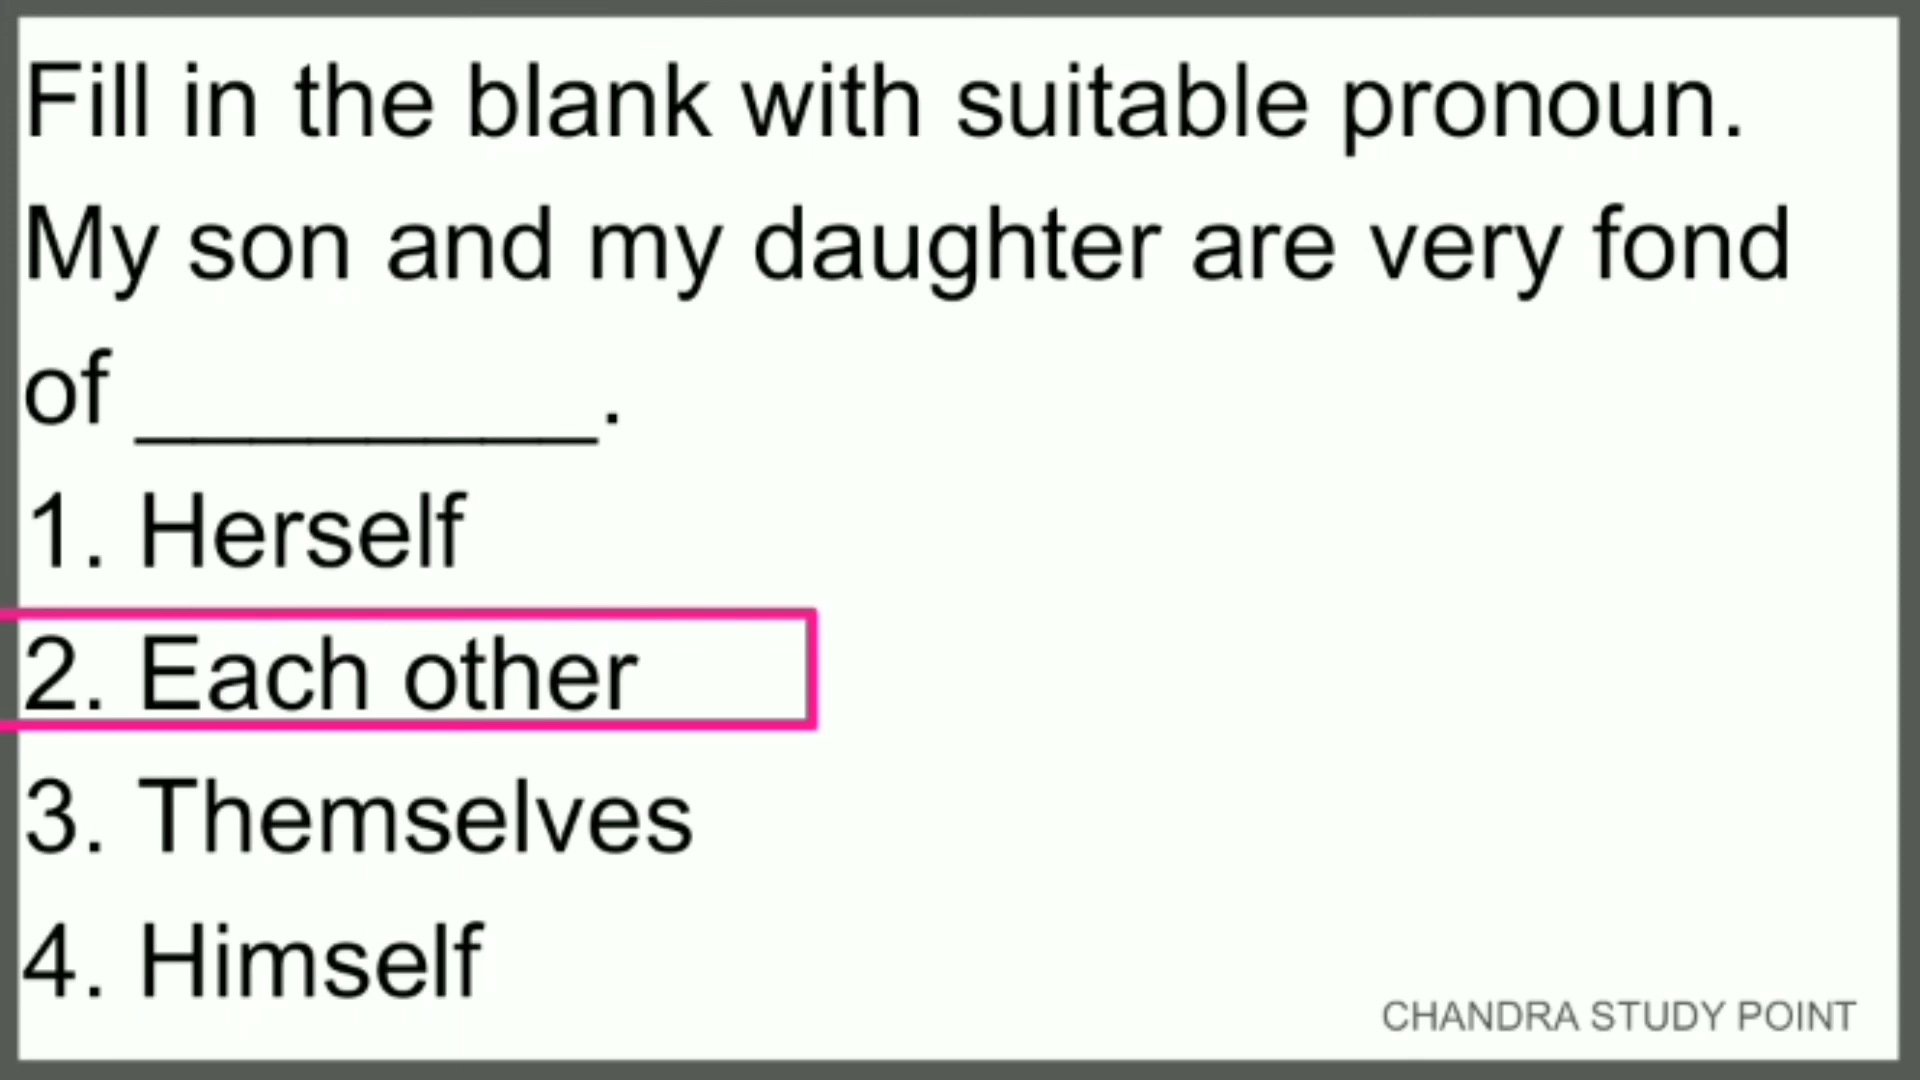 Fill in the blank with suitable pronoun.
My son and my daughter are very fond
of ________.
1. Herself
2. Each other
3. Themselves
4. Himself
CHANDRA STUDY POINT